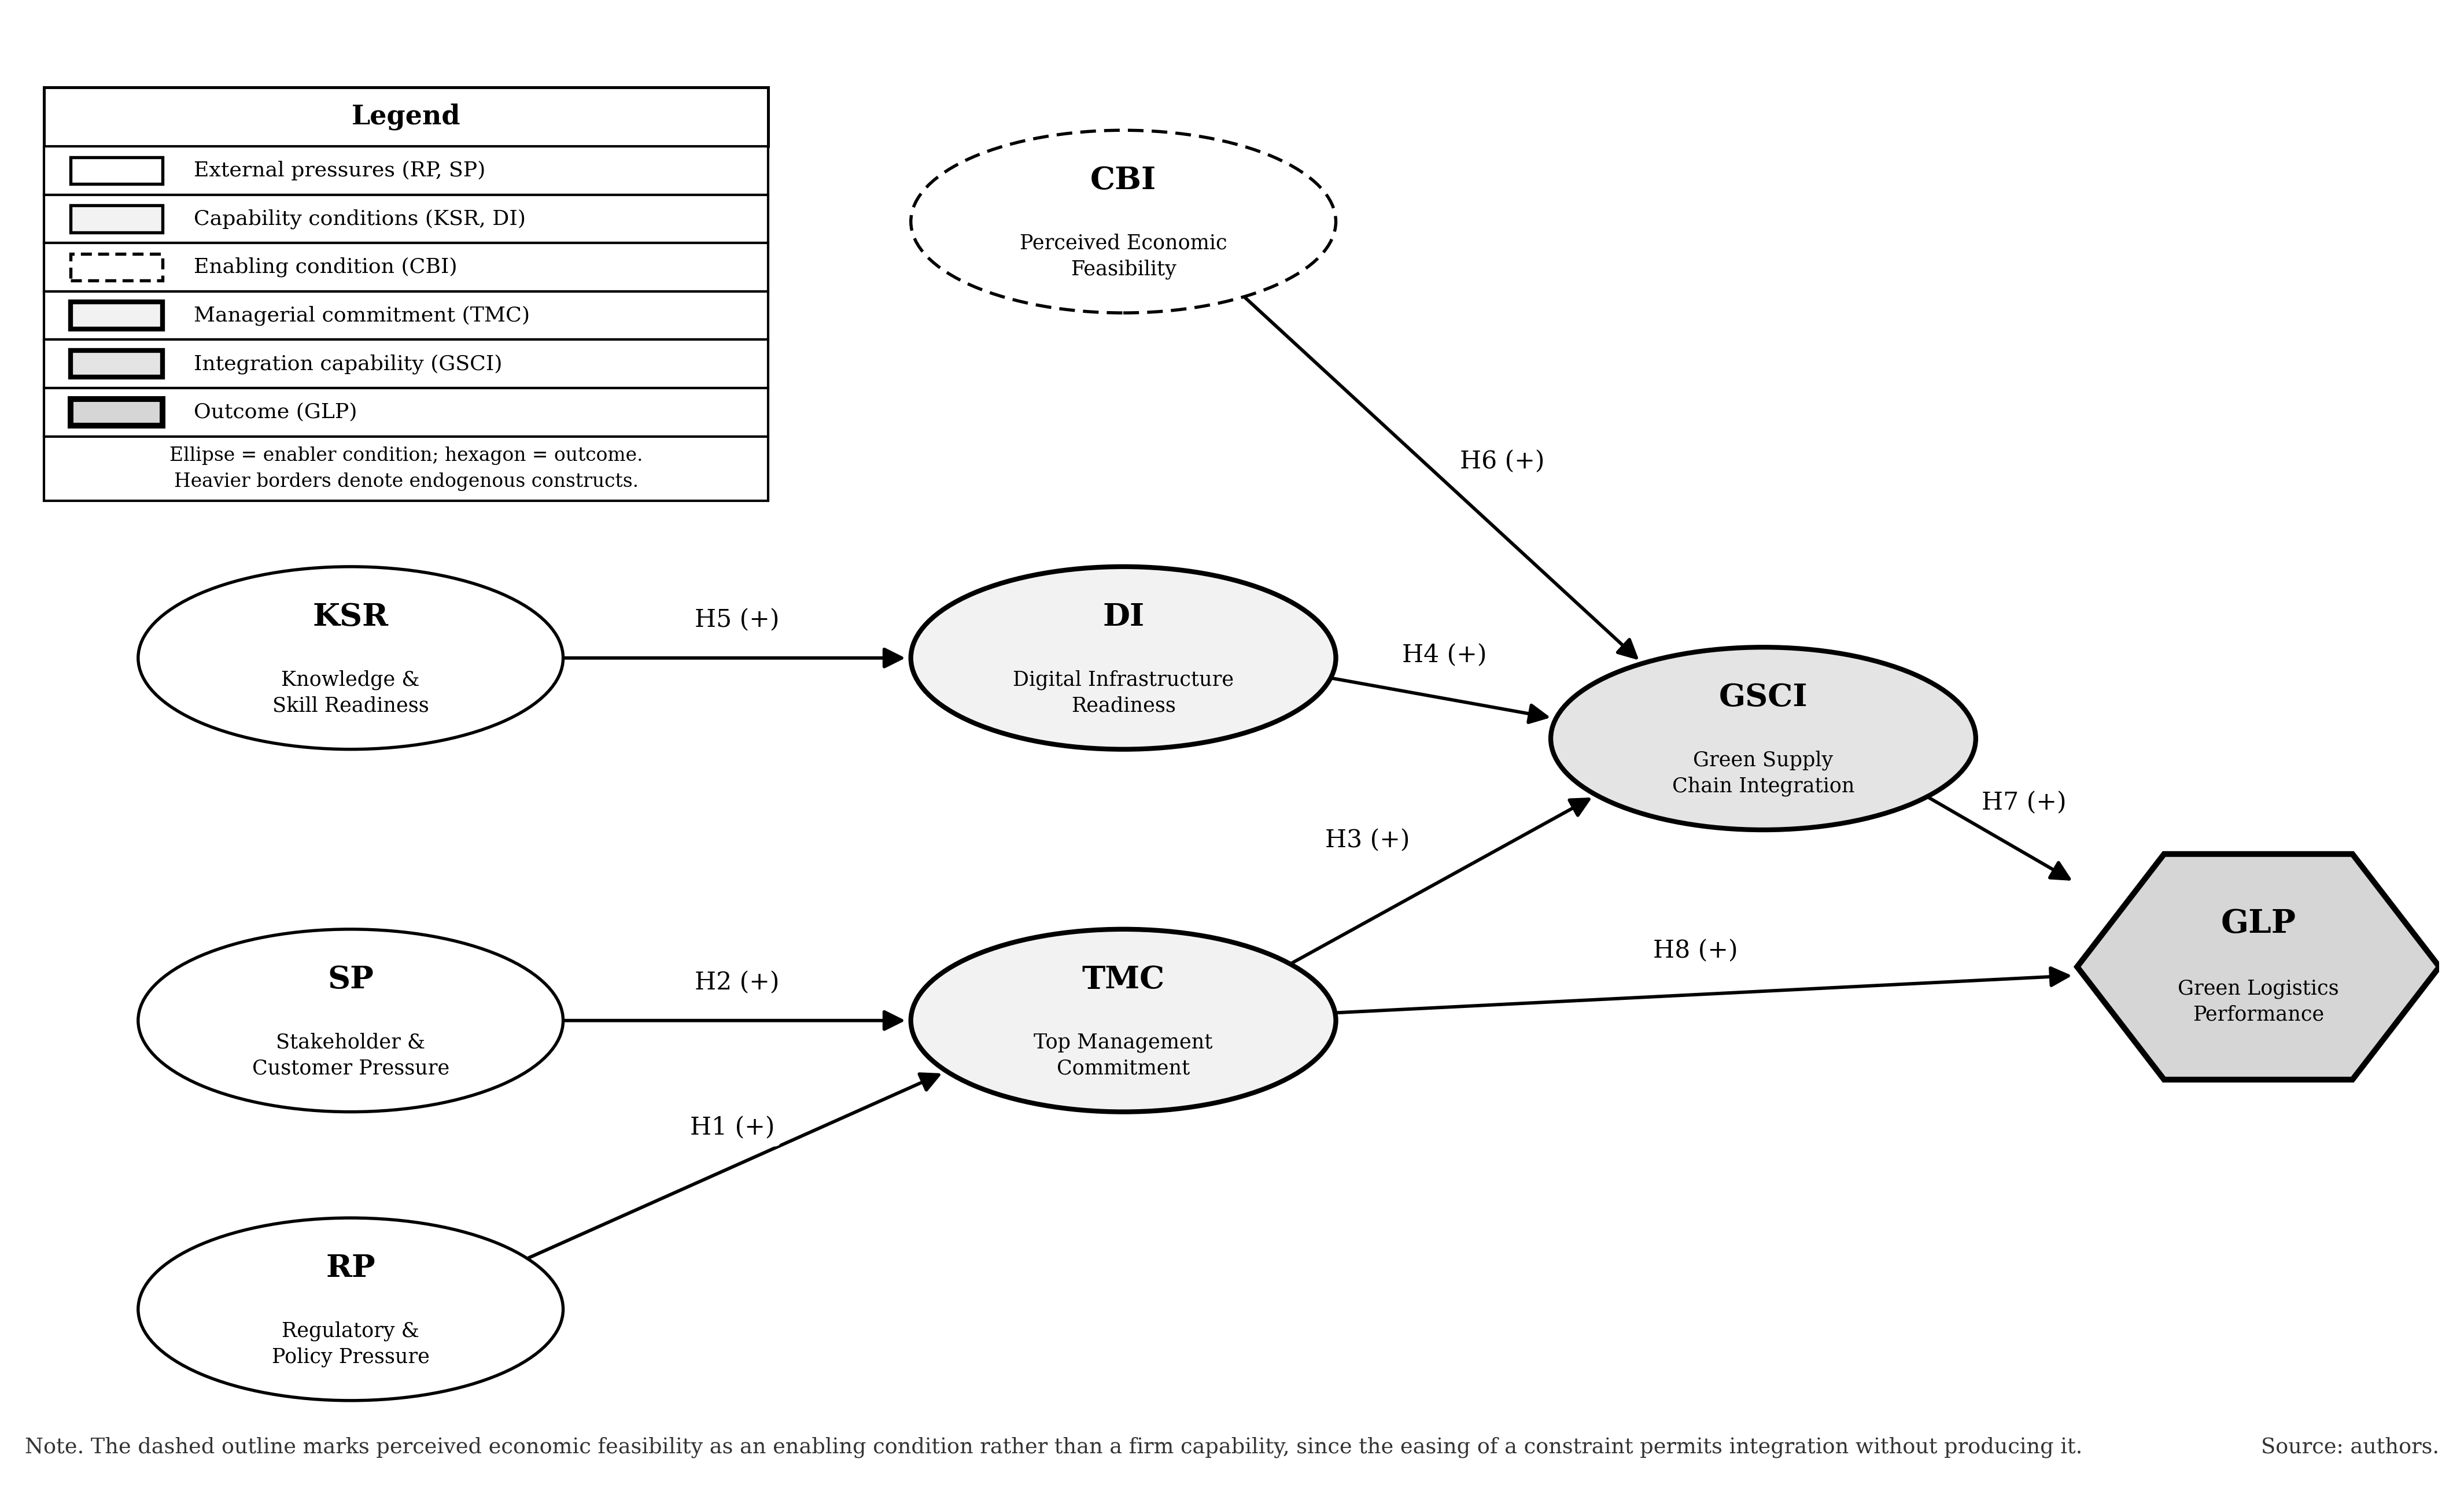 Legend
External pressures (RP, SP)
Capability conditions (KSR, DI)
Enabling condition (CBI)
Managerial commitment (TMC)
Integration capability (GSCI)
Outcome (GLP)
Ellipse = enabler condition; hexagon = outcome.
Heavier borders denote endogenous constructs.
CBI
Perceived Economic
Feasibility
H6 (+)
KSR
Knowledge &
Skill Readiness
H5 (+)
DI
Digital Infrastructure
Readiness
H4 (+)
GSCI
Green Supply
Chain Integration
H7 (+)
H3 (+)
SP
Stakeholder &
Customer Pressure
H2 (+)
TMC
Top Management
Commitment
H8 (+)
GLP
Green Logistics
Performance
H1 (+)
RP
Regulatory &
Policy Pressure
Note. The dashed outline marks perceived economic feasibility as an enabling condition rather than a firm capability, since the easing of a constraint permits integration without producing it.
Source: authors.